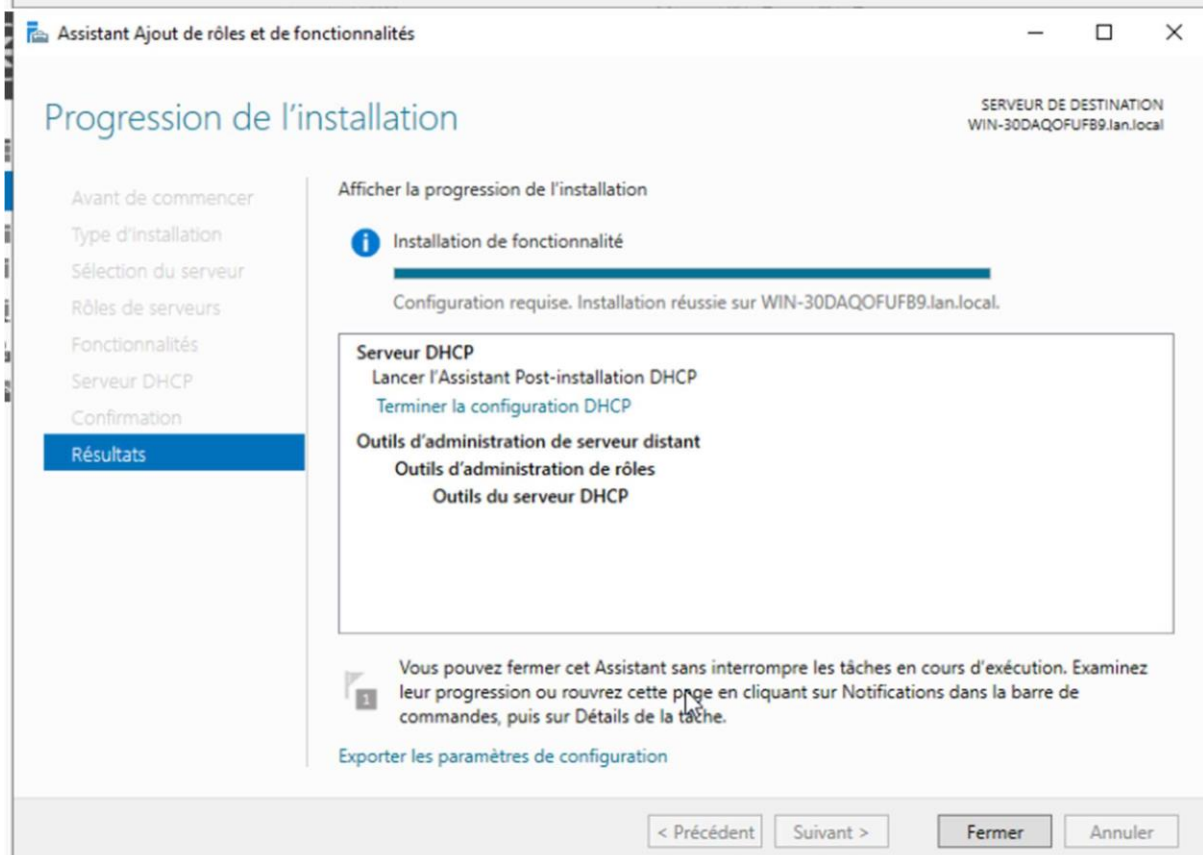 Assistant Ajout de rôles et de fonctionnalités
Progression de l'installation
SERVEUR DE DESTINATION
WIN-30DAQOFUFB9.lan.local
Avant de commencer
Type d'installation
Sélection du serveur
Rôles de serveurs
Fonctionnalités
Serveur DHCP
Confirmation
Résultats
Afficher la progression de l'installation
Installation de fonctionnalité
Configuration requise. Installation réussie sur WIN-30DAQOFUFB9.lan.local.
Serveur DHCP
Lancer l'Assistant Post-installation DHCP
Terminer la configuration DHCP
Outils d'administration de serveur distant
Outils d'administration de rôles
Outils du serveur DHCP
1
Vous pouvez fermer cet Assistant sans interrompre les tâches en cours d'exécution. Examinez
leur progression ou rouvrez cette page en cliquant sur Notifications dans la barre de
commandes, puis sur Détails de la tâche.
Exporter les paramètres de configuration
< Précédent
Suivant >
Fermer
Annuler